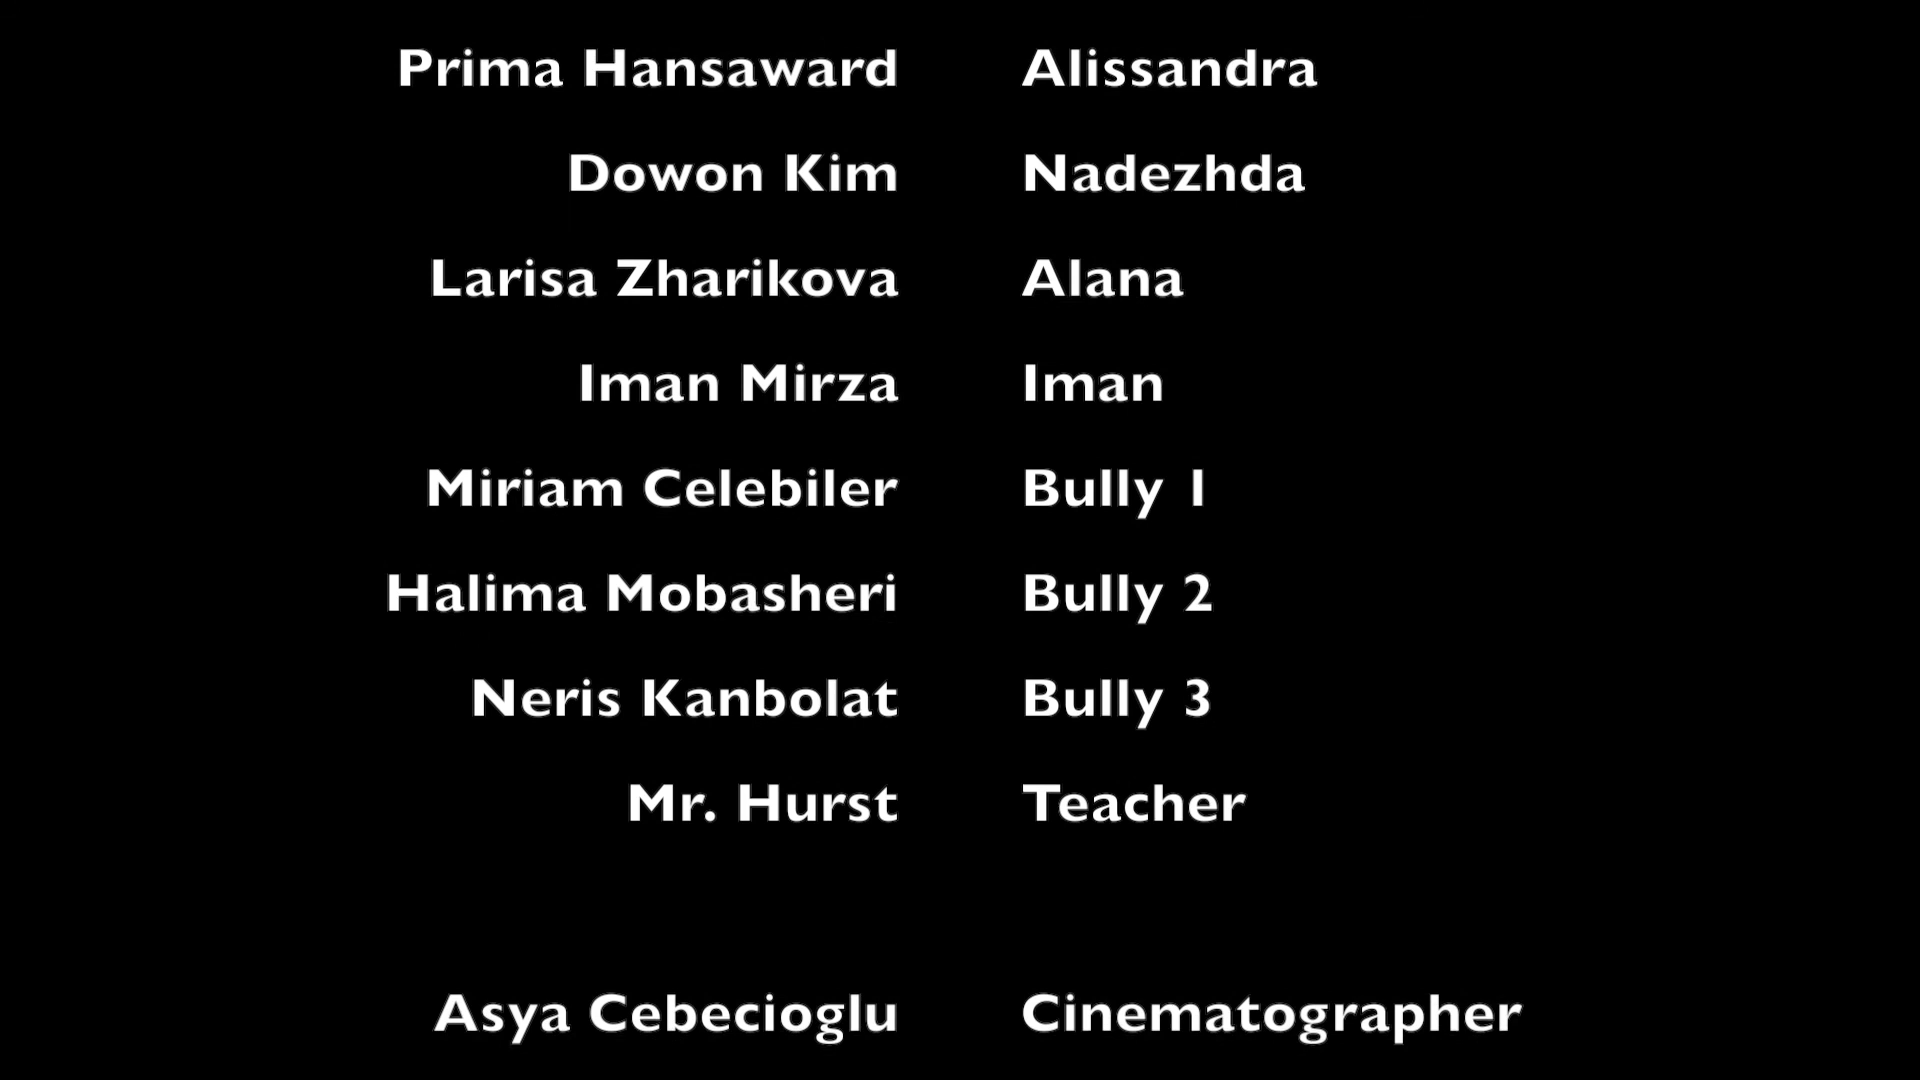 Prima Hansaward Alissandra
Dowon Kim Nadezhda
Larisa Zharikova Alana
Iman Mirza Iman
Miriam Celebiler Bully 1
Halima Mobasheri Bully 2
Neris Kanbolat Bully 3
Mr. Hurst Teacher
Asya Cebecioglu Cinematographer